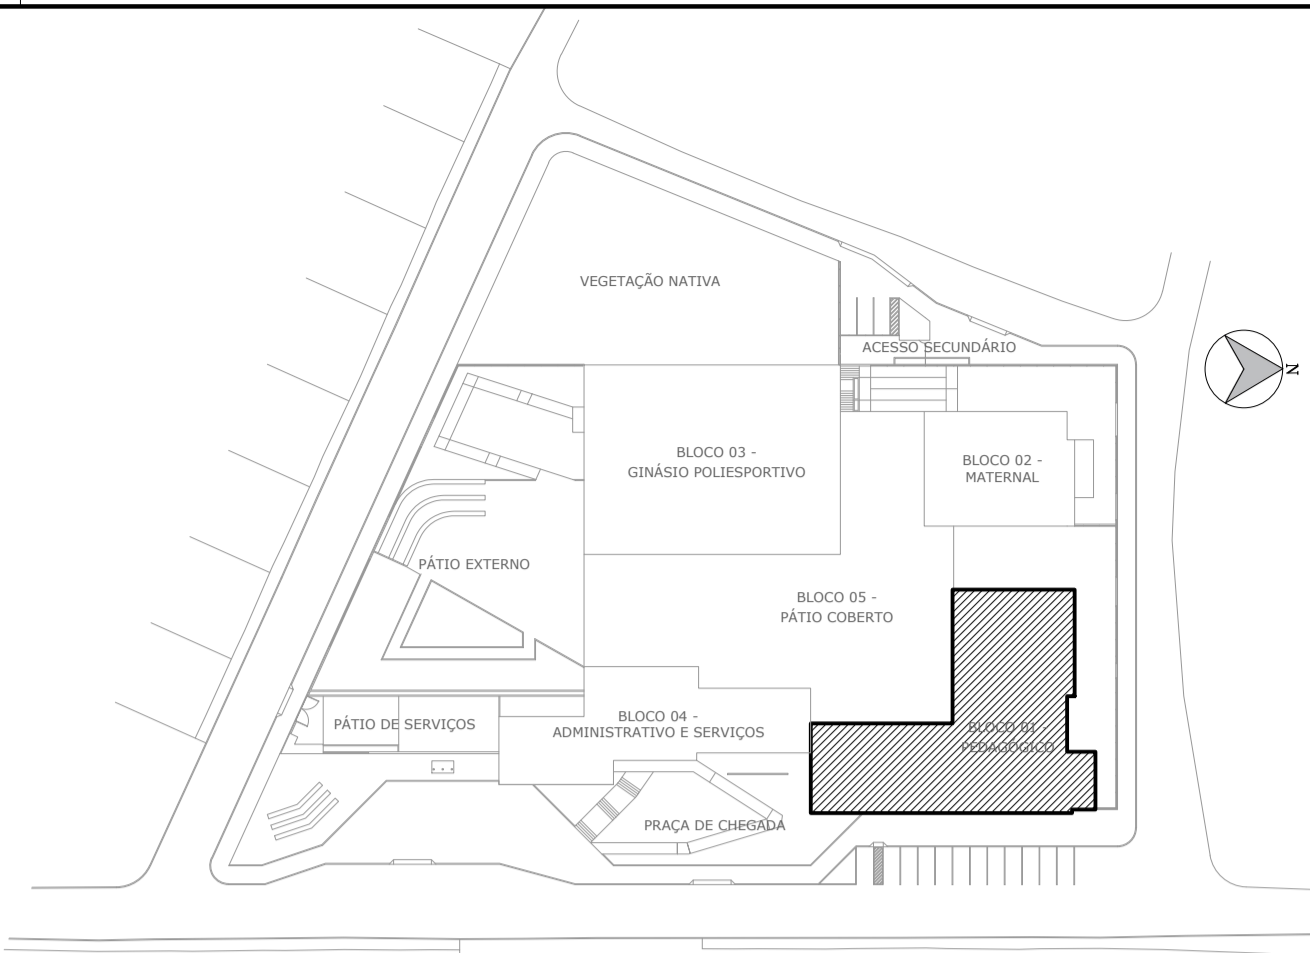 VEGETAÇÃO NATIVA
ACESSO SECUNDÁRIO
N
BLOCO 03 -
GINÁSIO POLIESPORTIVO
BLOCO 02 -
MATERNAL
PÁTIO EXTERNO
BLOCO 05 -
PÁTIO COBERTO
PÁTIO DE SERVIÇOS
BLOCO 04 -
ADMINISTRATIVO E SERVIÇOS
BLOCO 01 -
PEDAGÓGICO
PRAÇA DE CHEGADA